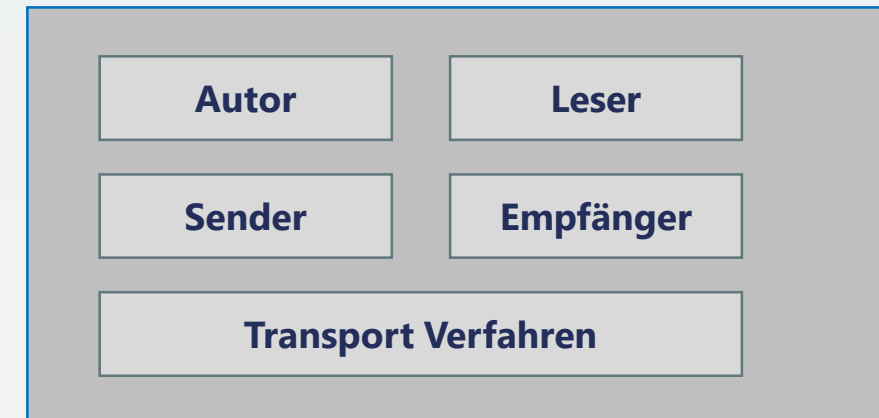 Autor
Leser
Sender
Empfänger
Transport Verfahren